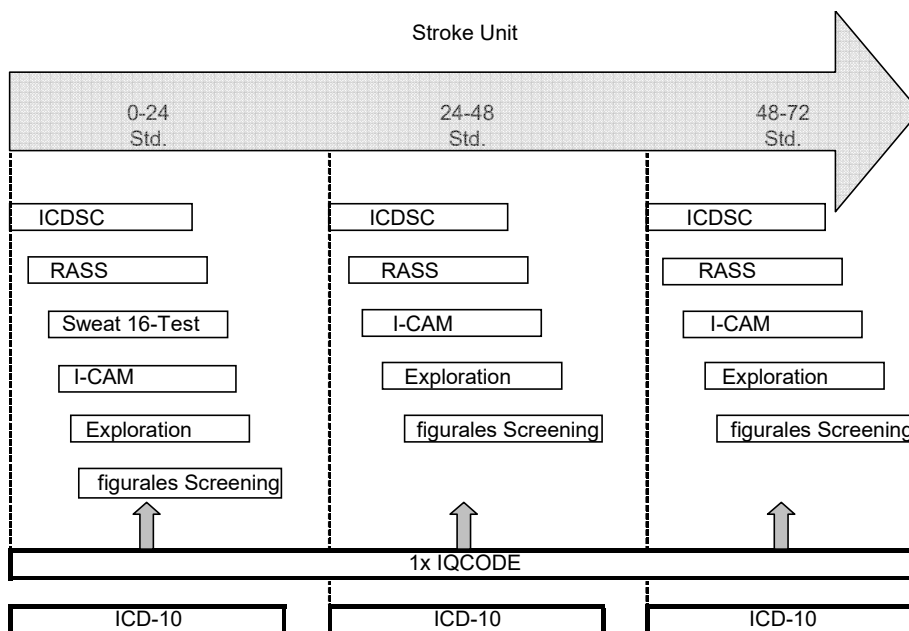 Stroke Unit
0-24
Std.
24-48
Std.
48-72
Std.
ICDSC
ICDSC
ICDSC
RASS
RASS
RASS
Sweat 16-Test
I-CAM
I-CAM
I-CAM
Exploration
Exploration
Exploration
figurales Screening
figurales Screening
figurales Screening
1x IQCODE
ICD-10
ICD-10
ICD-10